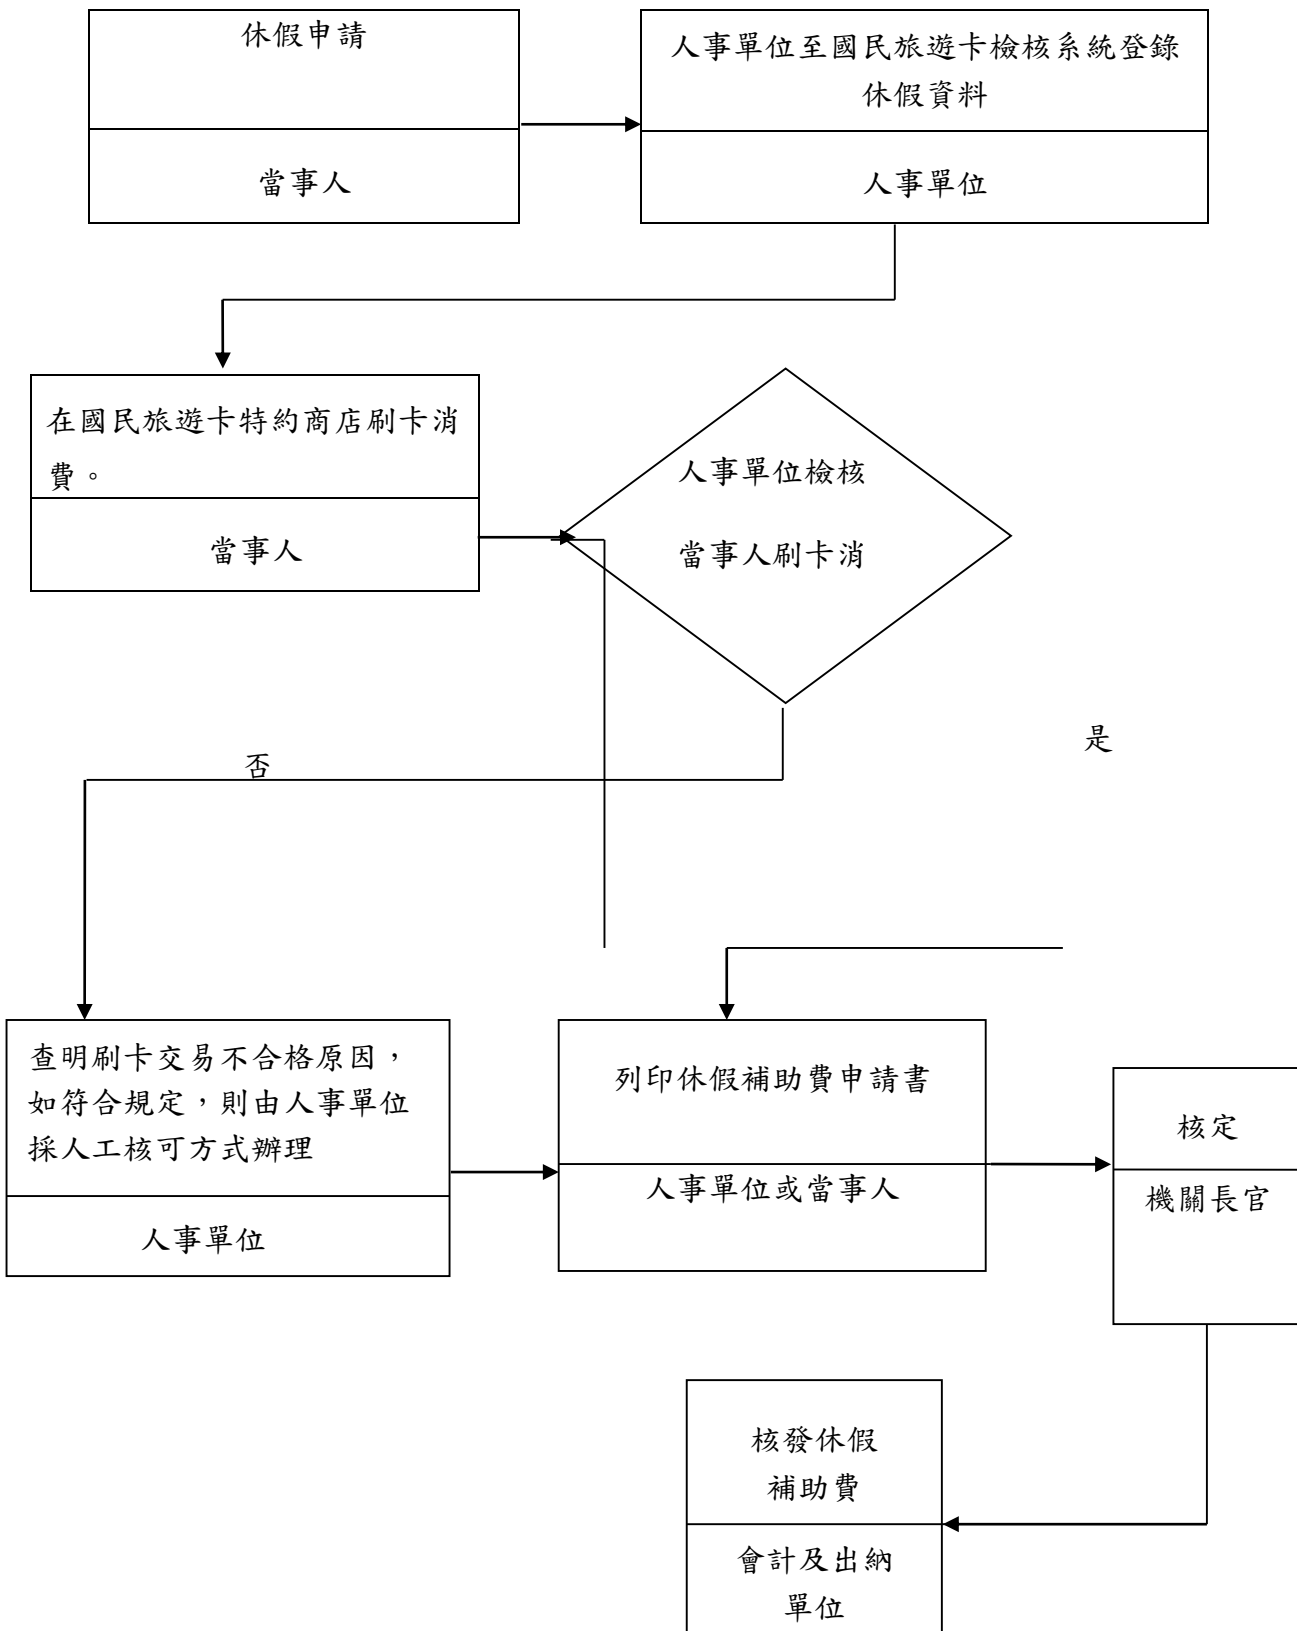 休假申請
當事人
人事單位至國民旅遊卡檢核系統登錄
休假資料
人事單位
在國民旅遊卡特約商店刷卡消
費。
當事人
人事單位檢核
當事人刷卡消
是
否
查明刷卡交易不合格原因，
如符合規定，則由人事單位
採人工核可方式辦理
人事單位
列印休假補助費申請書
人事單位或當事人
核定
機關長官
核發休假
補助費
會計及出納
單位